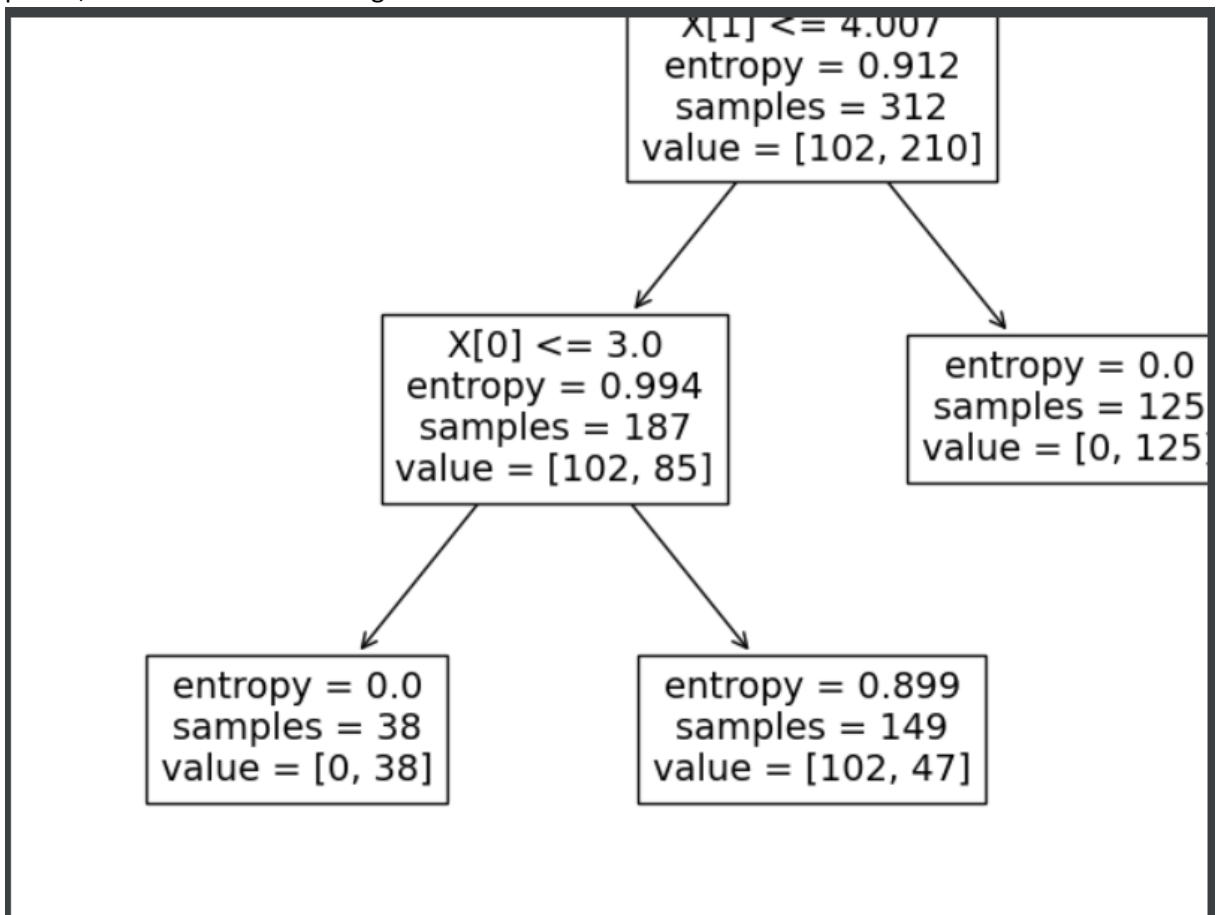 X[1] <= 4.007
entropy = 0.912
samples = 312
value = [102, 210]
X[0] <= 3.0
entropy = 0.994
samples = 187
value = [102, 85]
entropy = 0.0
samples = 125
value = [0, 125]
entropy = 0.0
samples = 38
value = [0, 38]
entropy = 0.899
samples = 149
value = [102, 47]